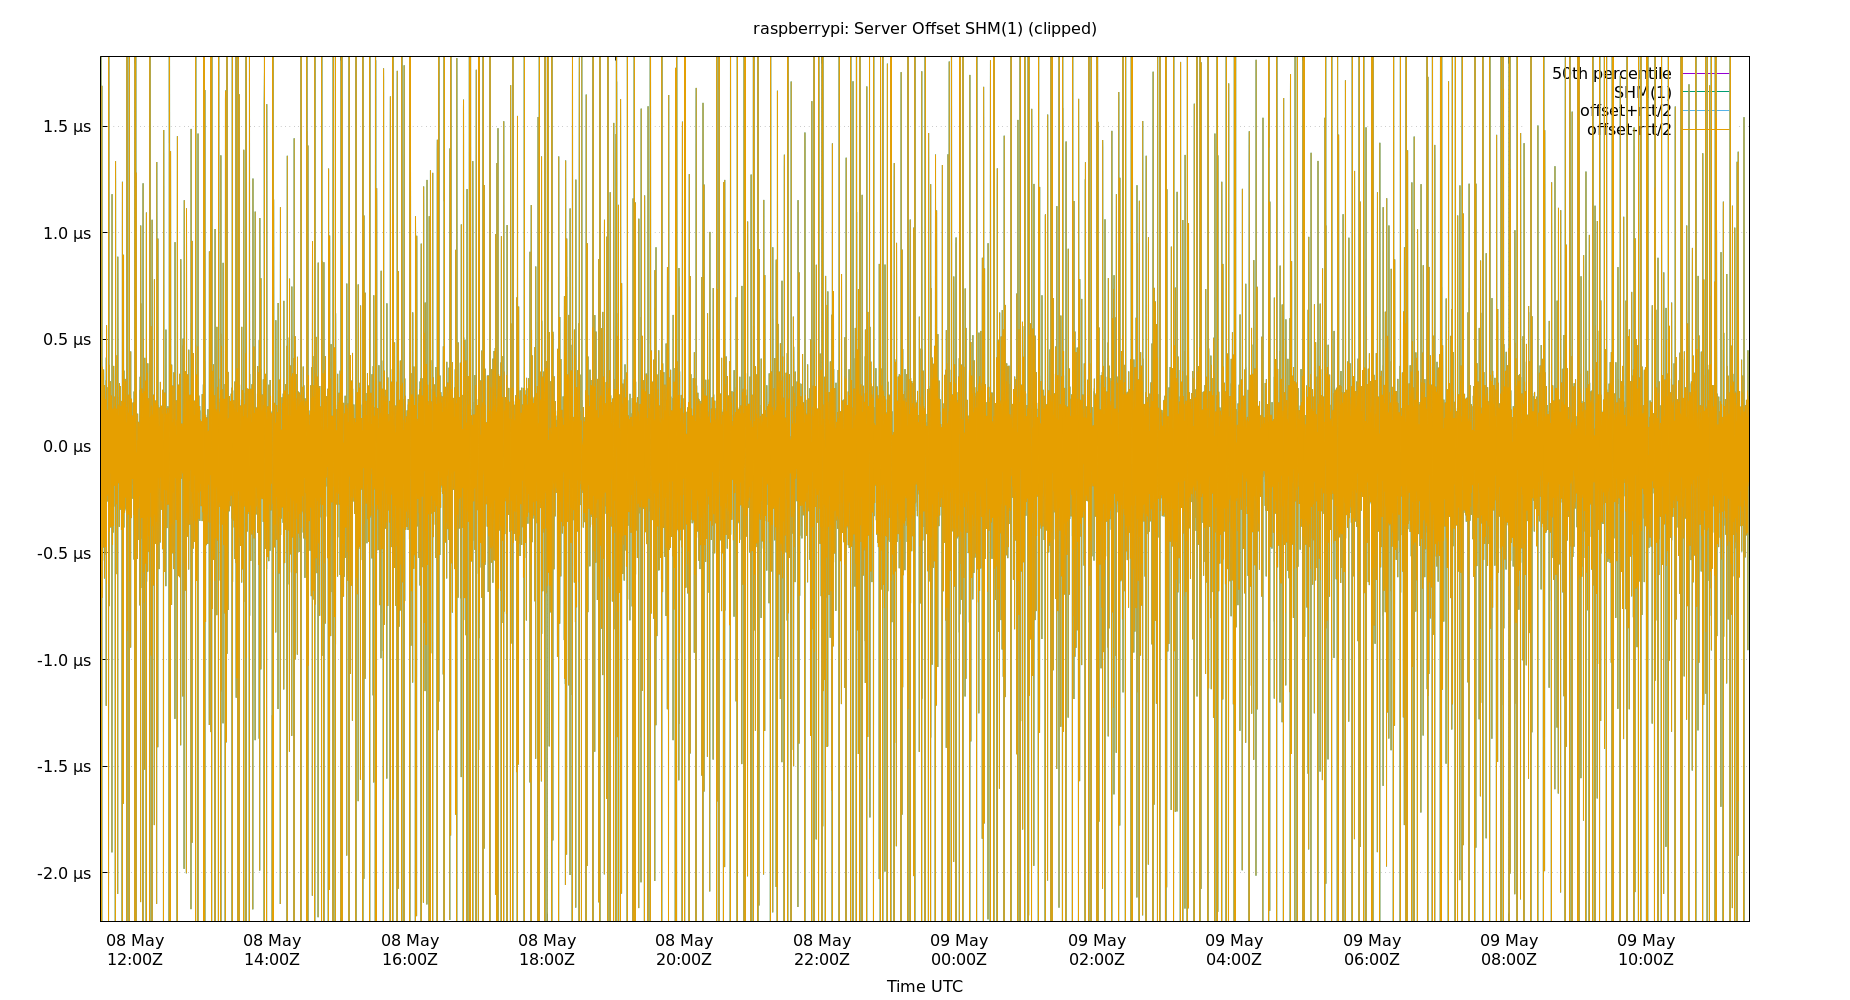 raspberrypi: Server Offset SHM(1) (clipped)
50th percentile
SHM(1)
offset+rtt/2
offset-rtt/2
1.5 µs
1.0 µs
0.5 µs
0.0 µs
-0.5 µs
-1.0 µs
-1.5 µs
-2.0 µs
08 May 08 May 08 May 08 May 08 May 08 May 09 May 09 May 09 May 09 May 09 May 09 May
12:00Z 14:00Z 16:00Z 18:00Z 20:00Z 22:00Z 00:00Z 02:00Z 04:00Z 06:00Z 08:00Z 10:00Z
Time UTC